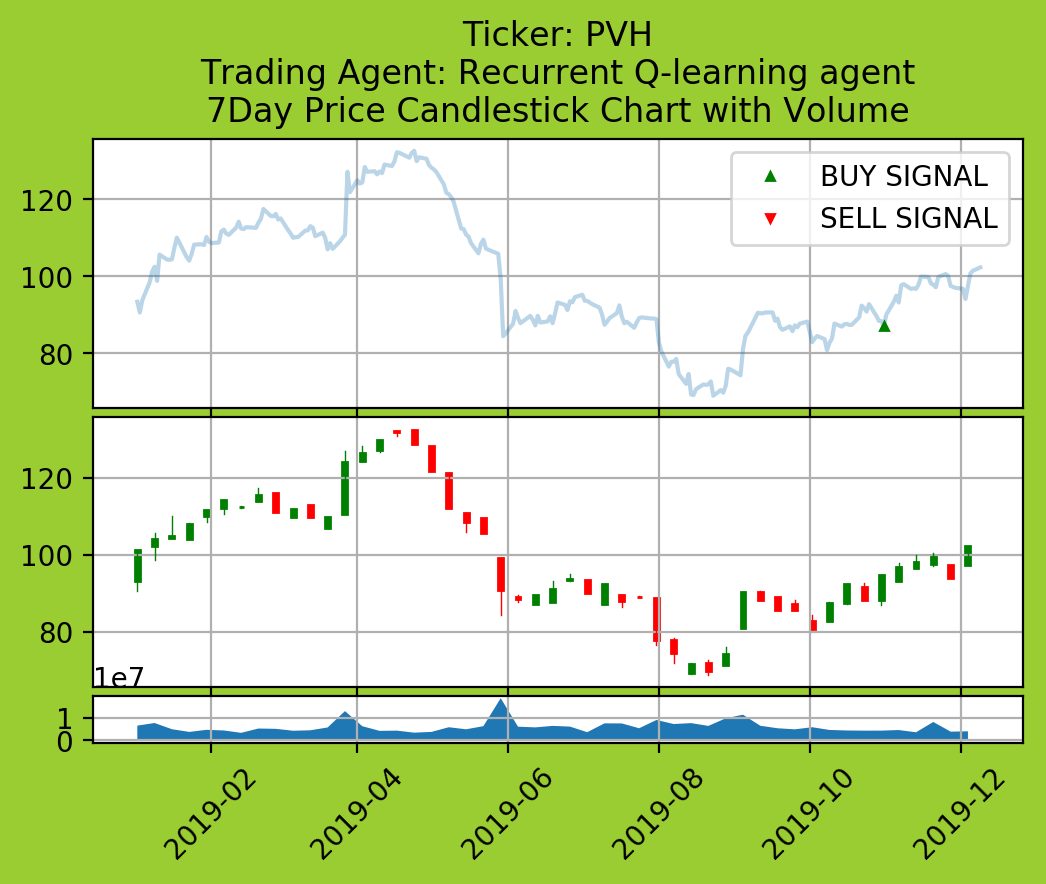 Ticker: PVH
Trading Agent: Recurrent Q-learning agent
7Day Price Candlestick Chart with Volume
BUY SIGNAL
SELL SIGNAL
120
100
80
120
100
80
1e7
1
0
2019-02
2019-04
2019-06
2019-08
2019-10
2019-12